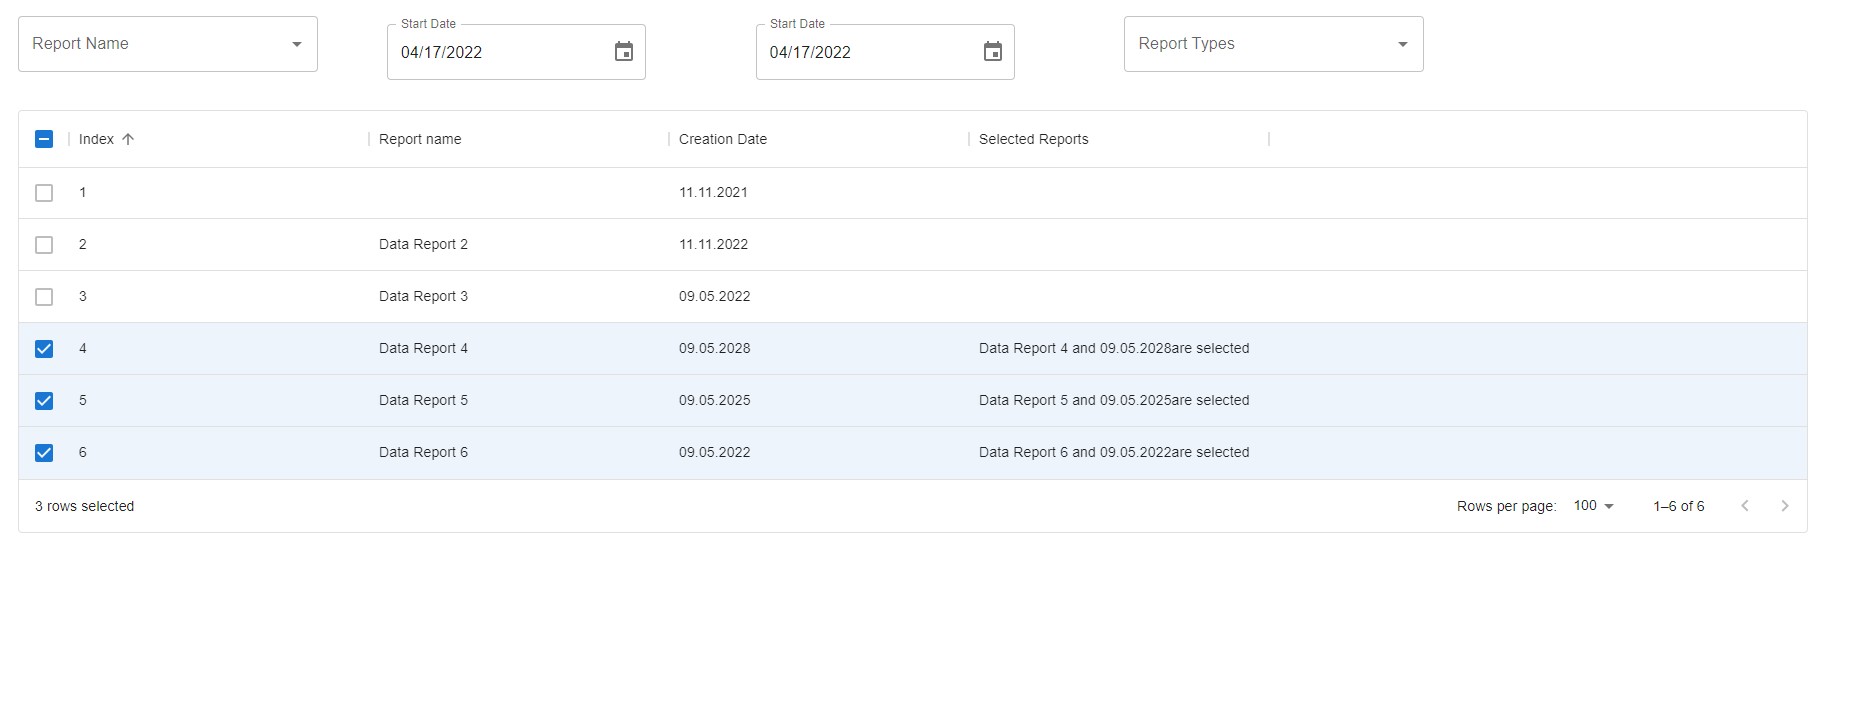 Start Date Start Date
Report Name 04/17/2022 04/17/2022 Report Types
Index Report name Creation Date Selected Reports
1 11.11.2021
2 Data Report 2 11.11.2022
3 Data Report 3 09.05.2022
4 Data Report 4 09.05.2028 Data Report 4 and 09.05.2028are selected
5 Data Report 5 09.05.2025 Data Report 5 and 09.05.2025are selected
6 Data Report 6 09.05.2022 Data Report 6 and 09.05.2022are selected
3 rows selected Rows per page: 100 1–6 of 6